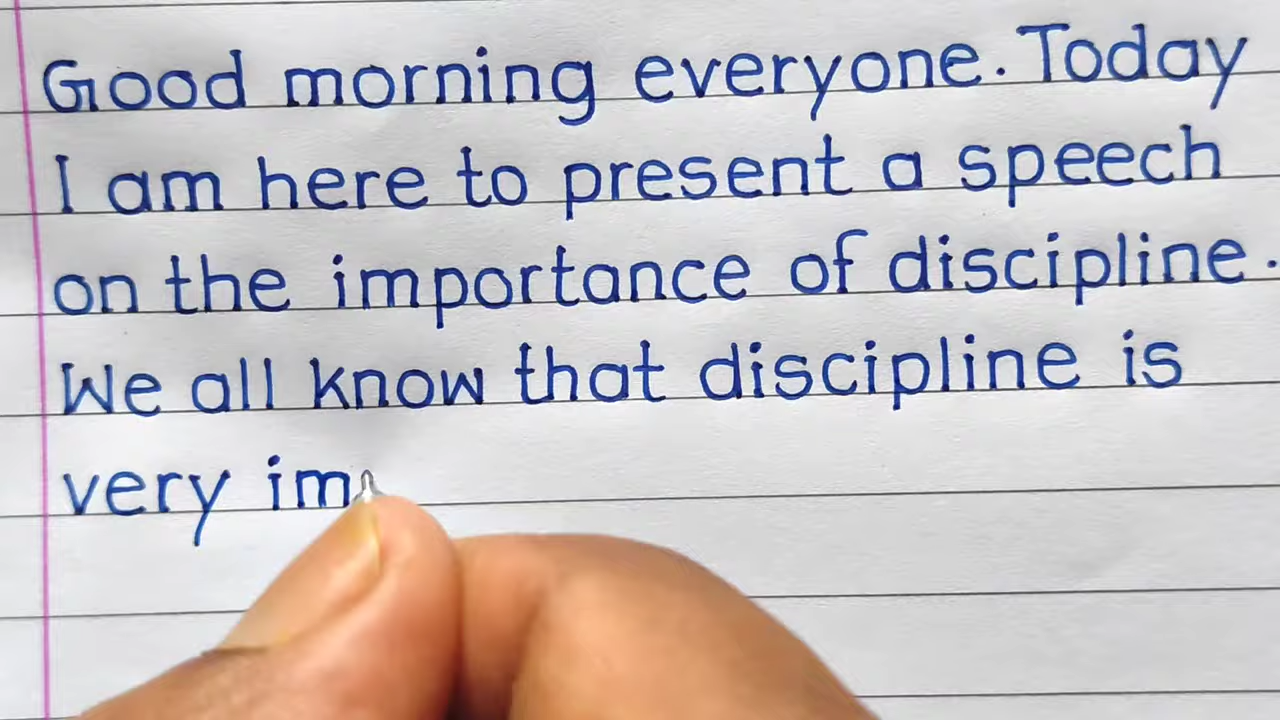 Good morning everyone. Today
I am here to present a speech
on the importance of discipline.
We all know that discipline is
very im